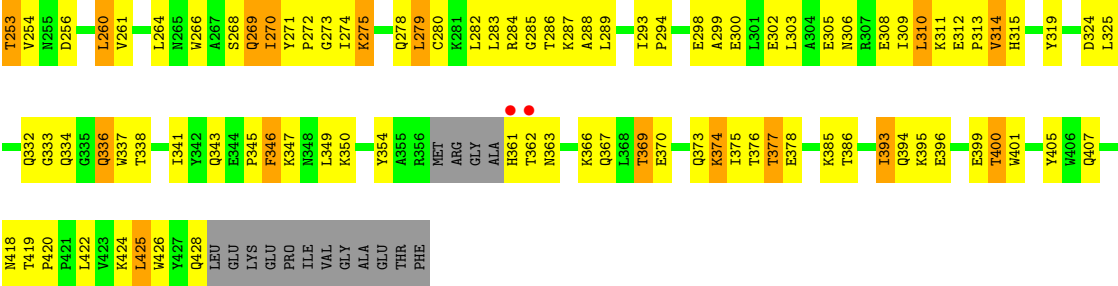 T253 V254 N255 D256 L260 V261 L264 N265 W266 A267 S268 Q269 I270 Y271 P272 G273 I274 K275 Q278 L279 C280 K281 L282 L283 R284 G285 T286 K287 A288 L289 I293 P294 E298 A299 E300 L301 E302 L303 A304 E305 N306 R307 E308 I309 L310 K311 E312 P313 V314 H315 Y319 D324 L325
Q332 G333 Q334 G335 Q336 W337 T338 I341 Y342 Q343 E344 P345 F346 K347 N348 L349 K350 Y354 A355 R356 MET ARG GLY ALA H361 T362 N363 K366 Q367 L368 T369 E370 Q373 K374 I375 T376 T377 E378 K385 T386 I393 Q394 K395 E396 E399 T400 W401 Y405 W406 Q407
N418 T419 P420 P421 L422 V423 K424 L425 W426 Y427 Q428 LEU GLU LYS GLU PRO ILE VAL GLY ALA GLU THR PHE